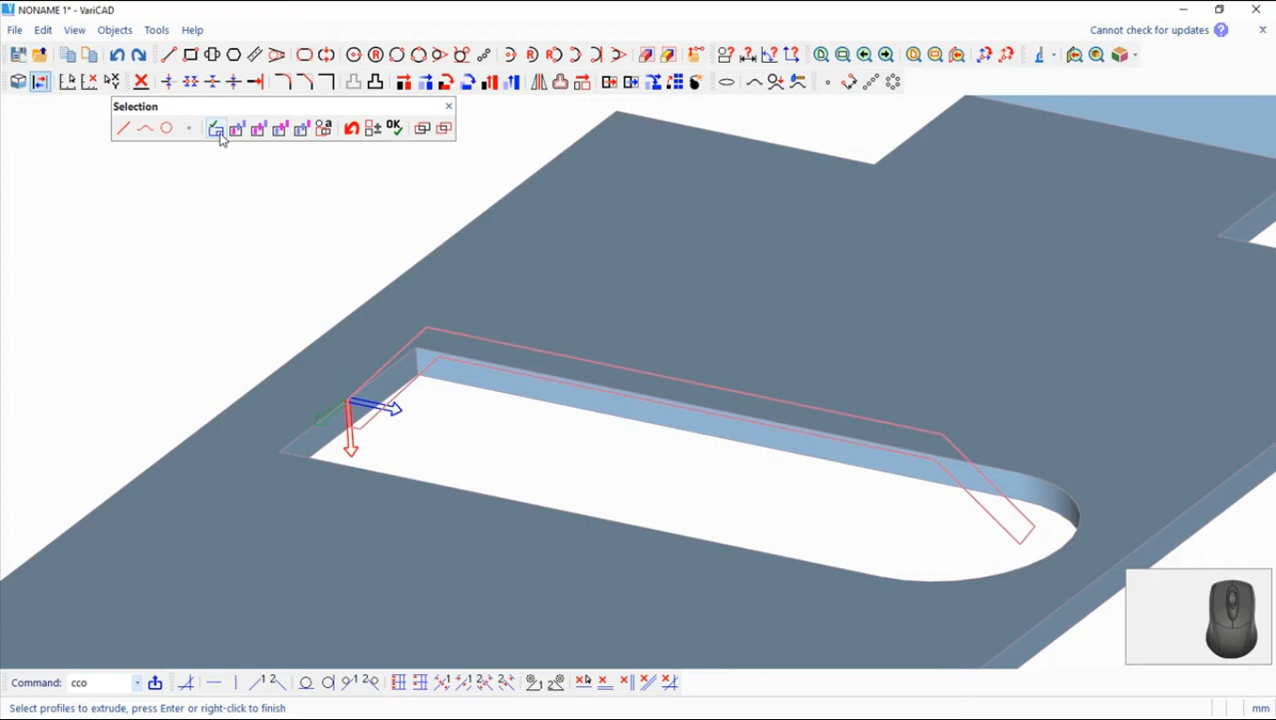 NONAME 1* - VariCAD
File Edit View Objects Tools Help
Cannot check for updates
Selection
OK
Command: cco
Select profiles to extrude, press Enter or right-click to finish
mm